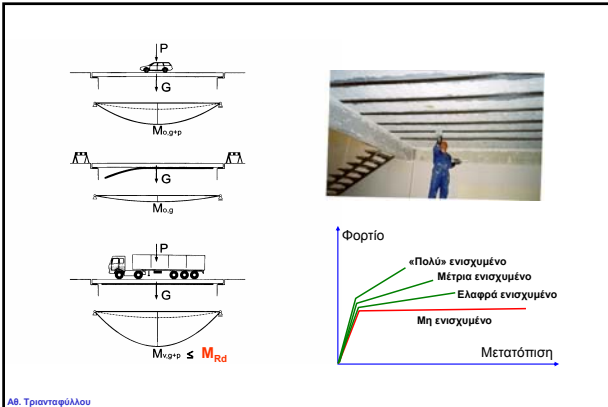 P
G
Mo,g+p
G
Mo,g
P
G
Mv,g+p ≤ MRd
Φορτίο
«Πολύ» ενισχυμένο
Μέτρια ενισχυμένο
Ελαφρά ενισχυμένο
Μη ενισχυμένο
Μετατόπιση
Αθ. Τριανταφύλλου